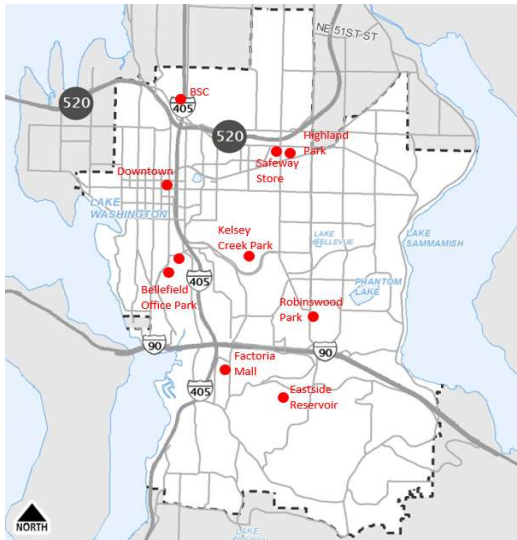 NE 51ST ST
BSC
405
520
520
Highland
Park
Safeway
Store
Downtown
LAKE
WASHINGTON
Kelsey
Creek Park
LAKE
BELLEVUE
LAKE
SAMMAMISH
405
Bellefield
Office Park
PHANTOM
LAKE
Robinswood
Park
90
90
Factoria
Mall
405
Eastside
Reservoir
NORTH
LAKE